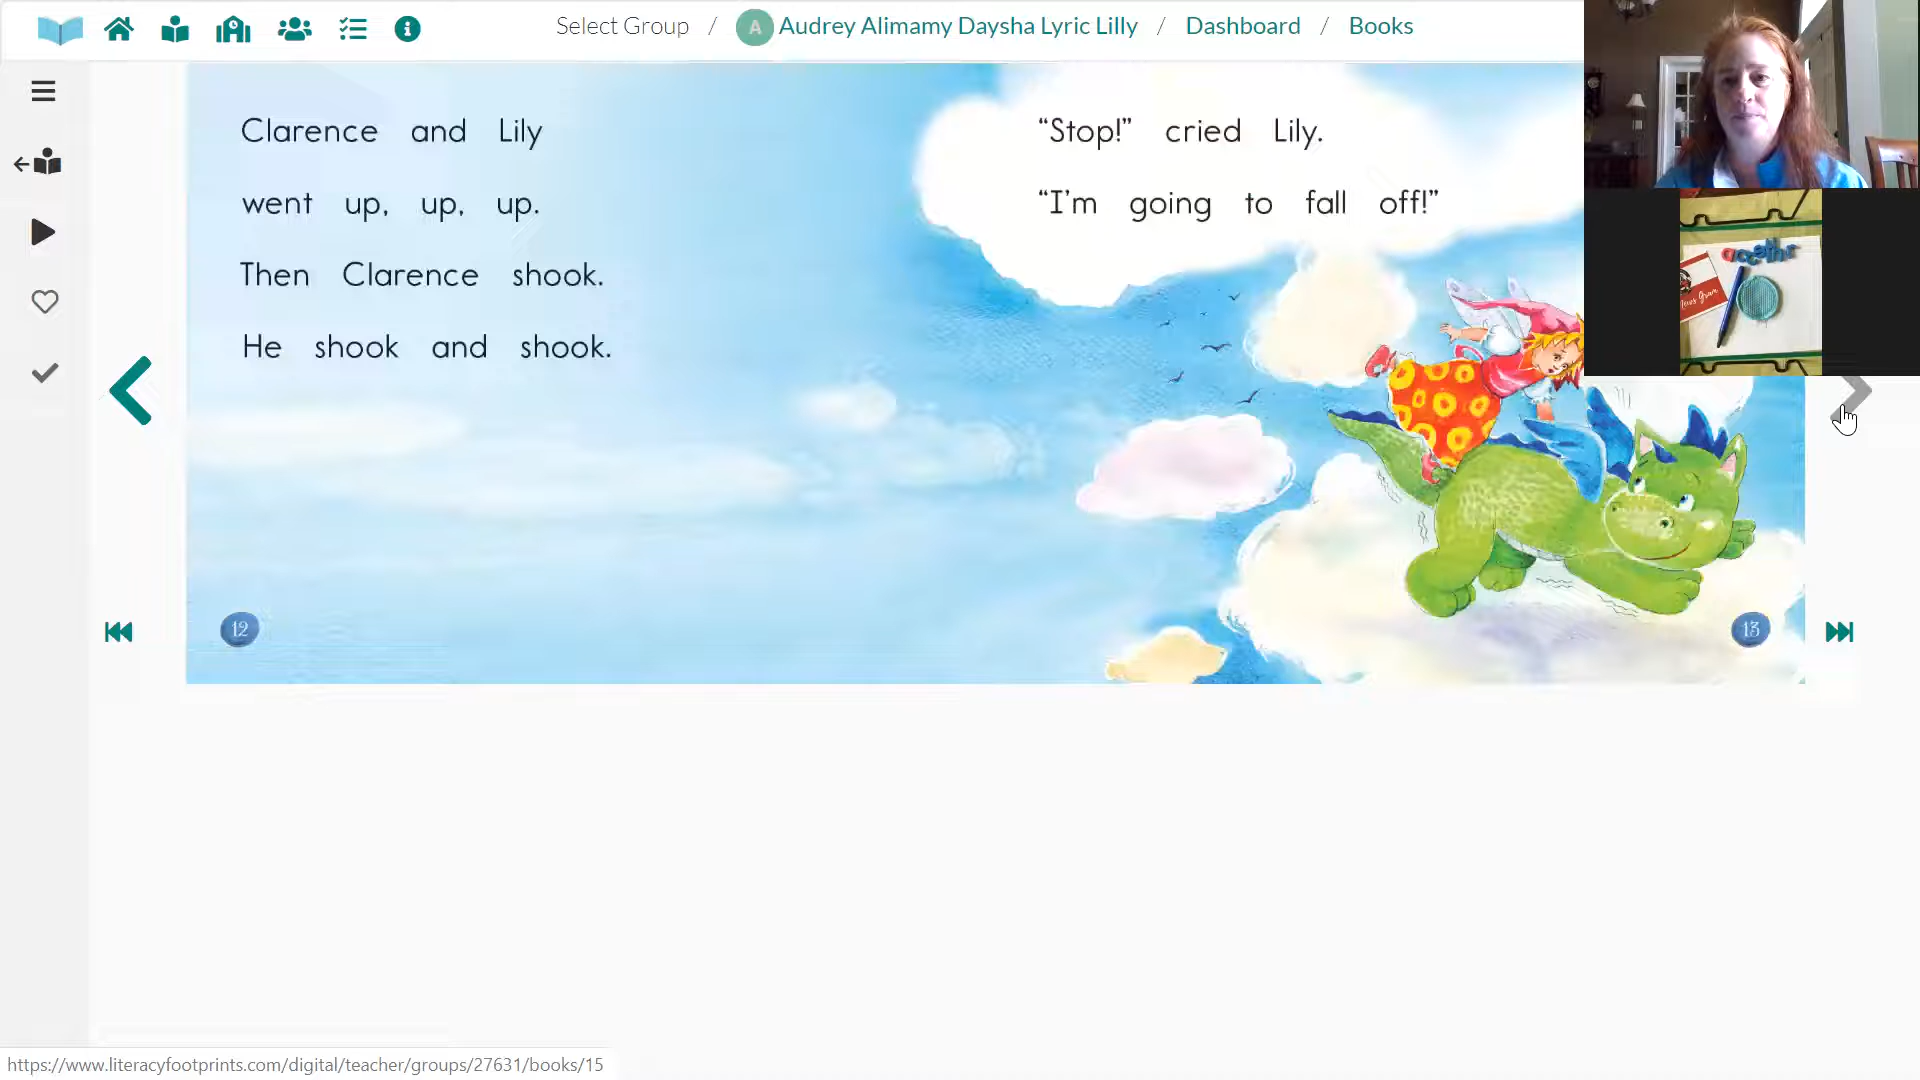 Select Group / A Audrey Alimamy Daysha Lyric Lilly / Dashboard / Books
Clarence and Lily
went up, up, up.
Then Clarence shook.
He shook and shook.
“Stop!” cried Lily.
“I’m going to fall off!”
12
13
https://www.literacyfootprints.com/digital/teacher/groups/27631/books/15